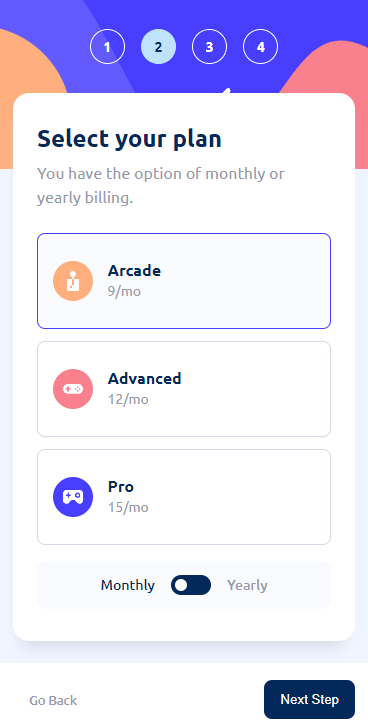 1 2 3 4
Select your plan
You have the option of monthly or
yearly billing.
Arcade
9/mo
Advanced
12/mo
Pro
15/mo
Monthly Yearly
Go Back Next Step